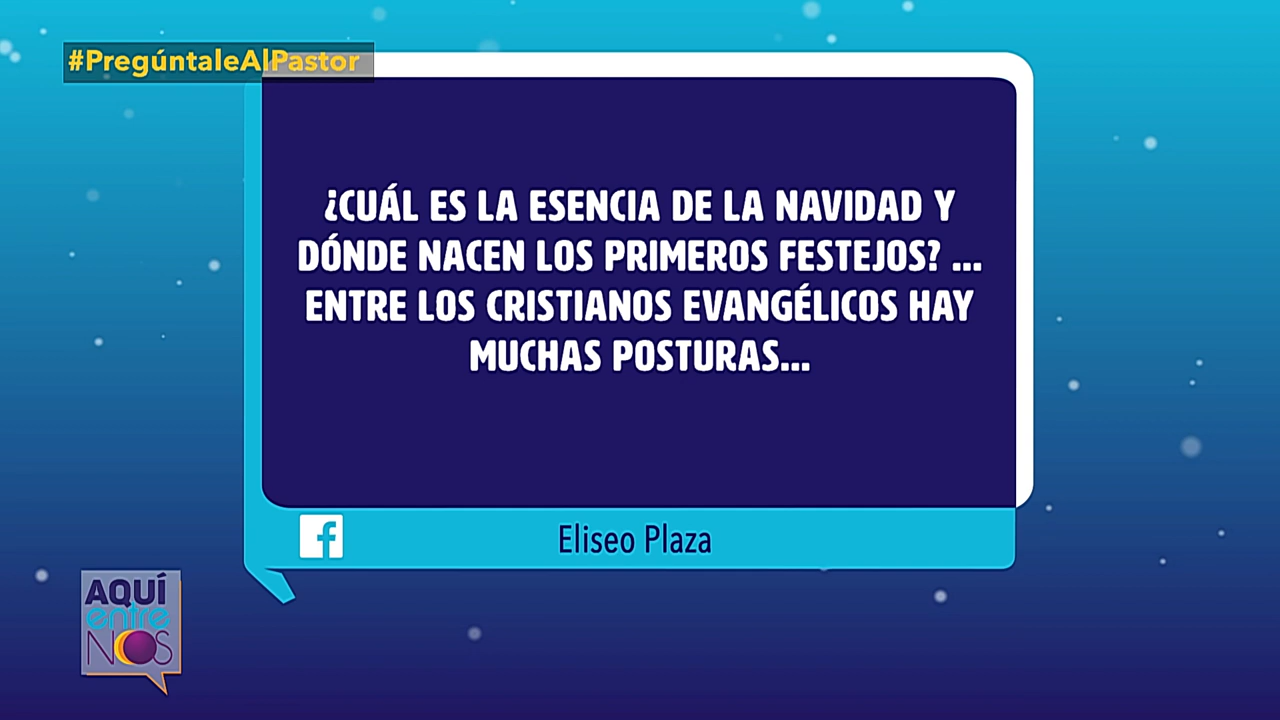 #PregúntaleAlPastor
¿CUÁL ES LA ESENCIA DE LA NAVIDAD Y
DÓNDE NACEN LOS PRIMEROS FESTEJOS? ...
ENTRE LOS CRISTIANOS EVANGÉLICOS HAY
MUCHAS POSTURAS...
f
Eliseo Plaza
AQUÍ
entre
NOS